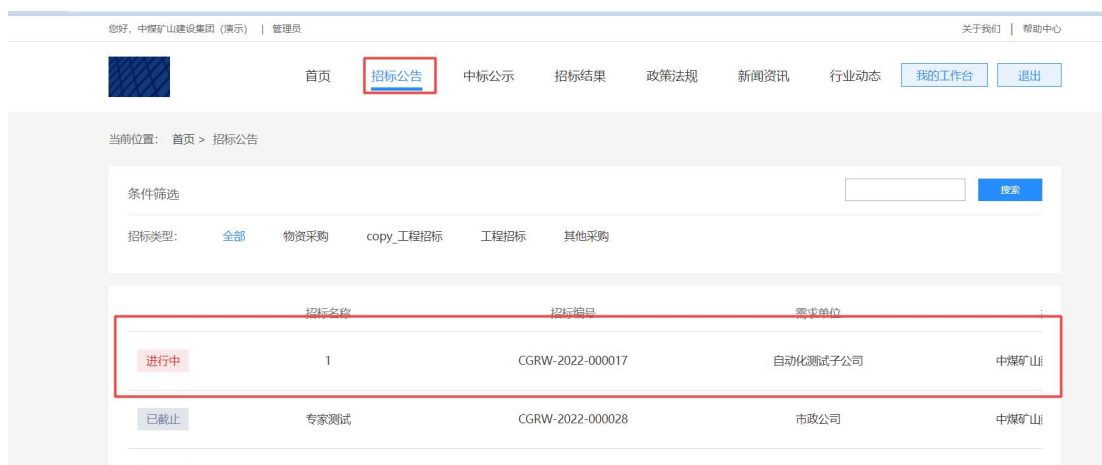 您好，中煤矿山建设集团（演示） | 管理员 关于我们 | 帮助中心
首页 招标公告 中标公示 招标结果 政策法规 新闻资讯 行业动态 我的工作台 退出
当前位置： 首页 > 招标公告
条件筛选 搜索
招标类型: 全部 物资采购 copy_工程招标 工程招标 其他采购
招标名称 招标编号 需求单位
进行中 1 CGRW-2022-000017 自动化测试子公司 中煤矿山
已截止 专家测试 CGRW-2022-000028 市政公司 中煤矿山